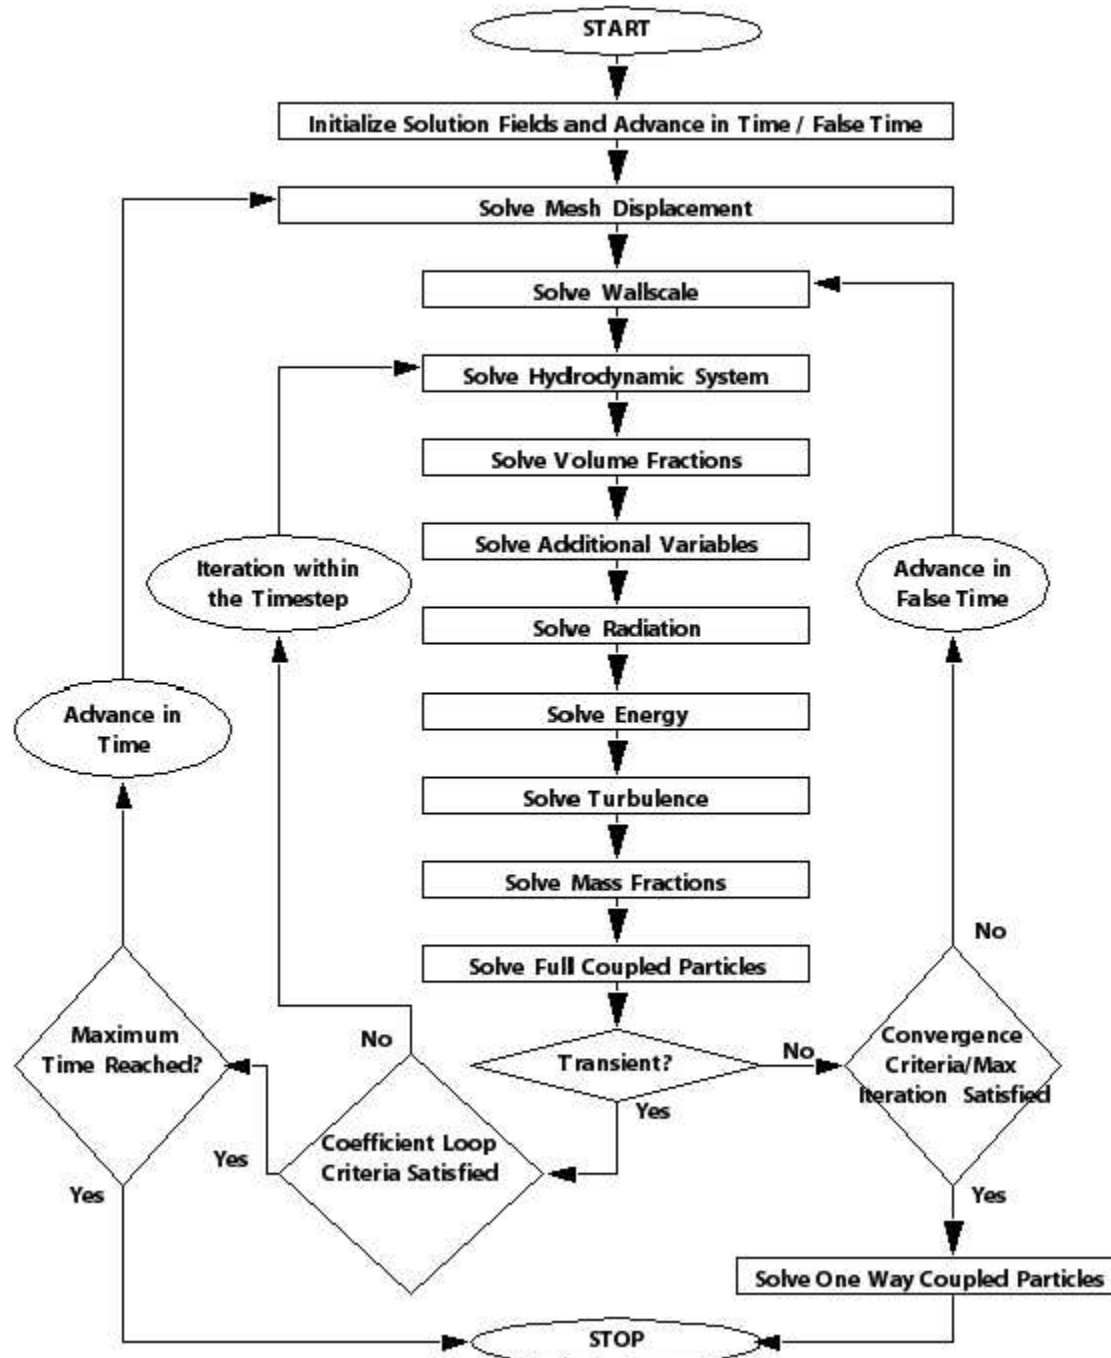 START
Initialize Solution Fields and Advance in Time / False Time
Solve Mesh Displacement
Solve Wallscale
Solve Hydrodynamic System
Solve Volume Fractions
Solve Additional Variables
Iteration within
the Timestep
Advance in
False Time
Solve Radiation
Advance in
Time
Solve Energy
Solve Turbulence
Solve Mass Fractions
No
Solve Full Coupled Particles
Maximum
Time Reached?
No
Transient?
No
Convergence
Criteria/Max
Iteration Satisfied
Yes
Coefficient Loop
Criteria Satisfied
Yes
Yes
Yes
Solve One Way Coupled Particles
STOP